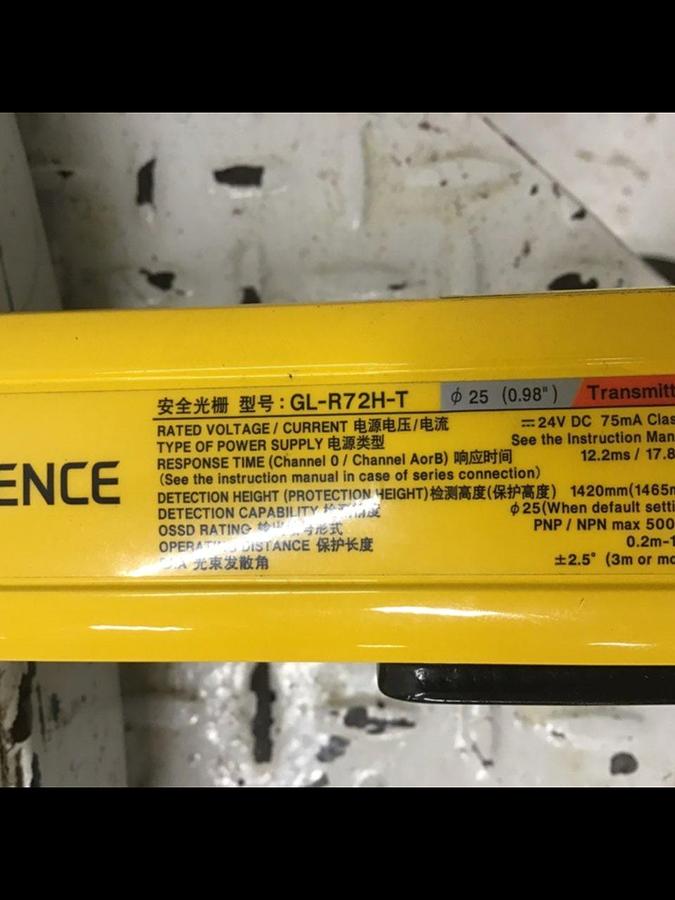 ENCE
安全光栅 型号: GL-R72H-T ϕ 25 (0.98") Transmitt
RATED VOLTAGE / CURRENT 电源电压/电流 ⎓ 24V DC 75mA Clas
TYPE OF POWER SUPPLY 电源类型 See the Instruction Man
RESPONSE TIME (Channel 0 / Channel AorB) 响应时间 12.2ms / 17.8
(See the instruction manual in case of series connection)
DETECTION HEIGHT (PROTECTION HEIGHT)检测高度(保护高度) 1420mm(1465m
DETECTION CAPABILITY ϕ25(When default setti
OSSD RATING PNP / NPN max 500
OPERATING DISTANCE 保护长度 0.2m-1
光束发散角 ±2.5° (3m or mo